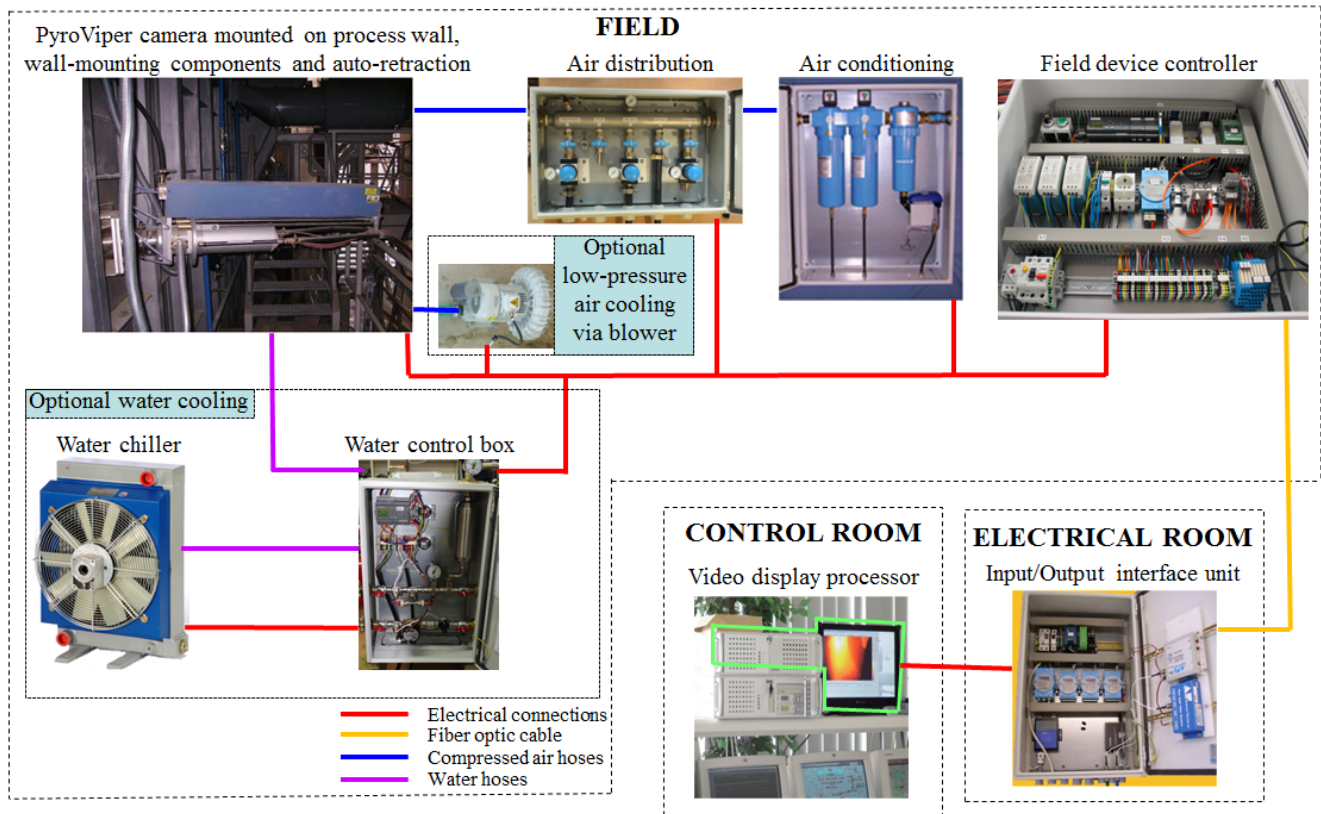 FIELD
PyroViper camera mounted on process wall,
wall-mounting components and auto-retraction
Air distribution
Air conditioning
Field device controller
Optional
low-pressure
air cooling
via blower
Optional water cooling
Water chiller
Water control box
CONTROL ROOM
Video display processor
ELECTRICAL ROOM
Input/Output interface unit
Electrical connections
Fiber optic cable
Compressed air hoses
Water hoses